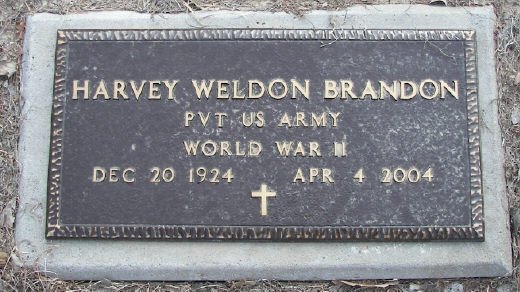 HARVEY WELDON BRANDON
PVT US ARMY
WORLD WAR II
DEC 20 1924 APR 4 2004